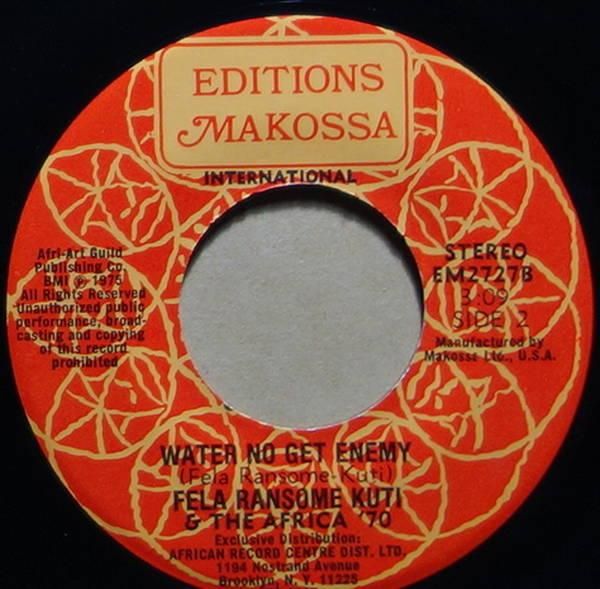 EDITIONS
MAKOSSA
INTERNATIONAL
Afri-Art Guild
Publishing Co.
BMI ℗ 1975
All Rights Reserved
Unauthorized public
performance, broad-
casting and copying
of this record
prohibited
STEREO
EM2727B
3:09
SIDE 2
Manufactured by
Makossa Ltd., U.S.A.
WATER NO GET ENEMY
(Fela Ransome-Kuti)
FELA RANSOME KUTI
& THE AFRICA '70
Exclusive Distribution:
AFRICAN RECORD CENTRE DIST. LTD.
1194 Nostrand Avenue
Brooklyn, N. Y. 11225